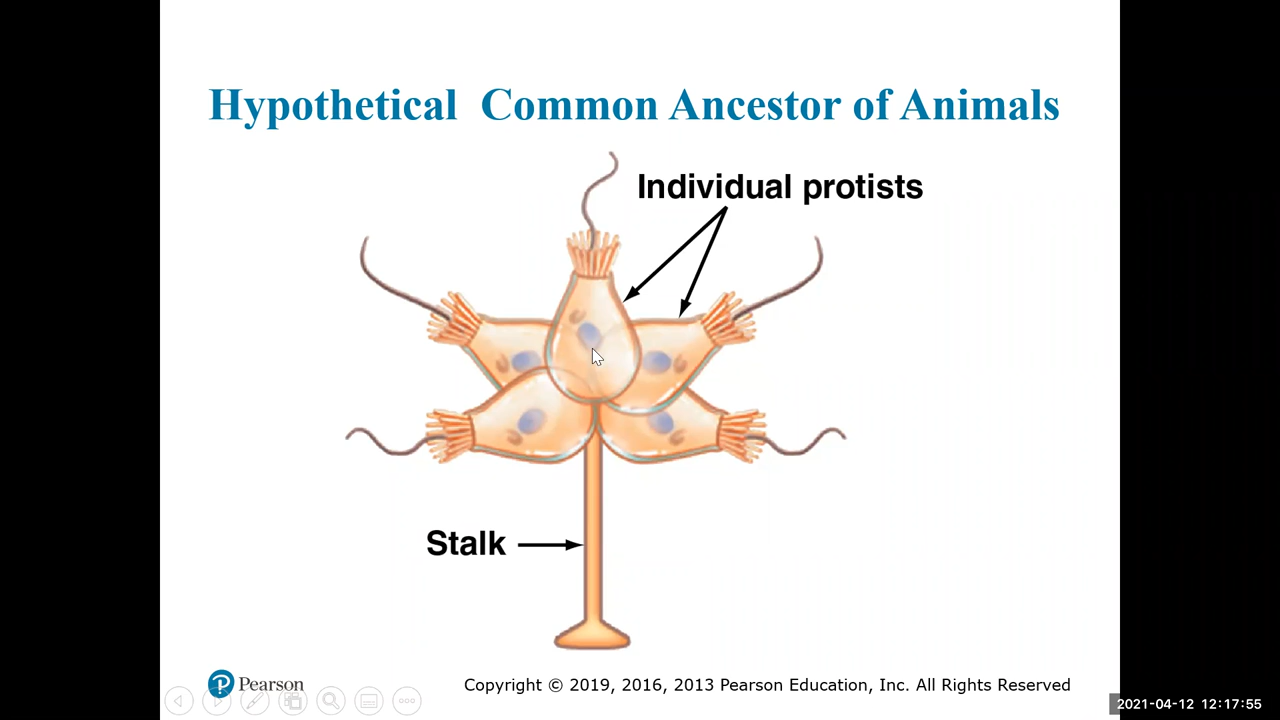 Hypothetical  Common Ancestor of Animals
Individual protists
Stalk
Pearson
Copyright © 2019, 2016, 2013 Pearson Education, Inc. All Rights Reserved
2021-04-12 12:17:55